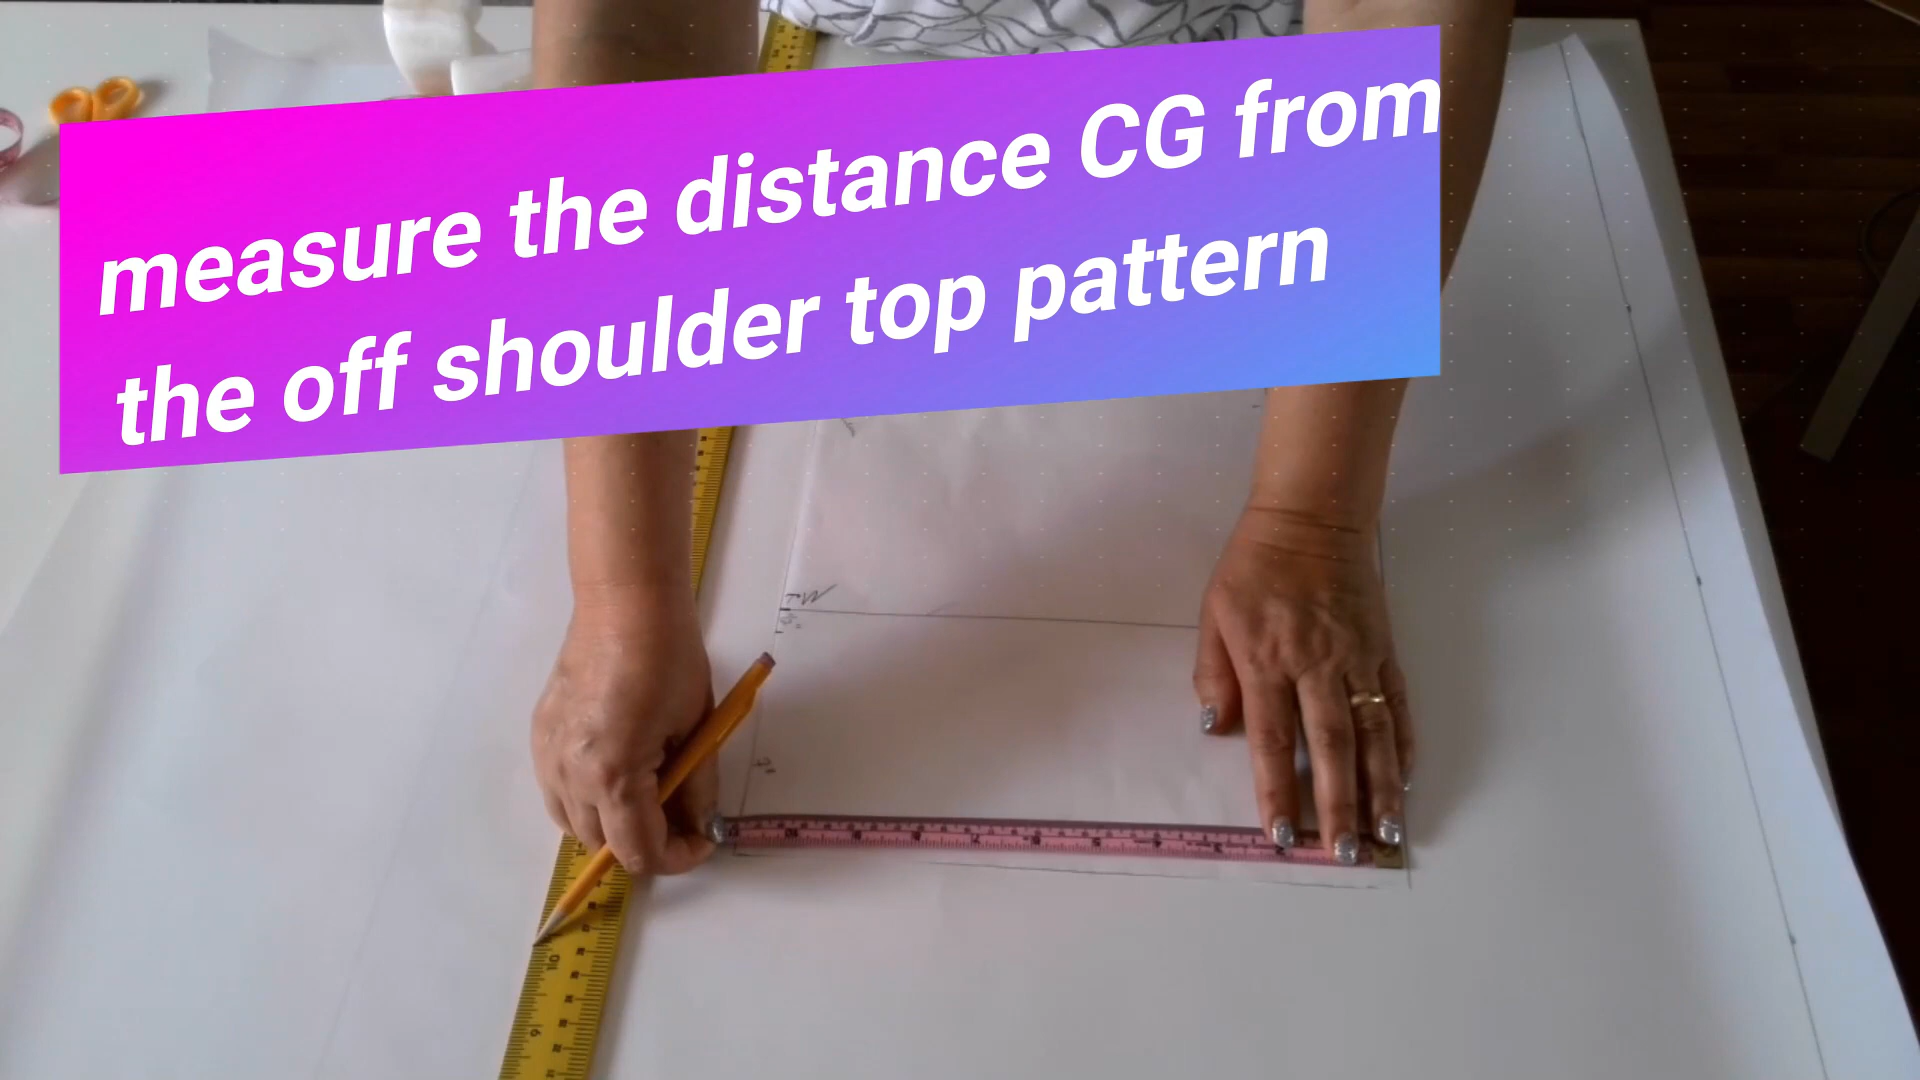 measure the distance CG from
the off shoulder top pattern